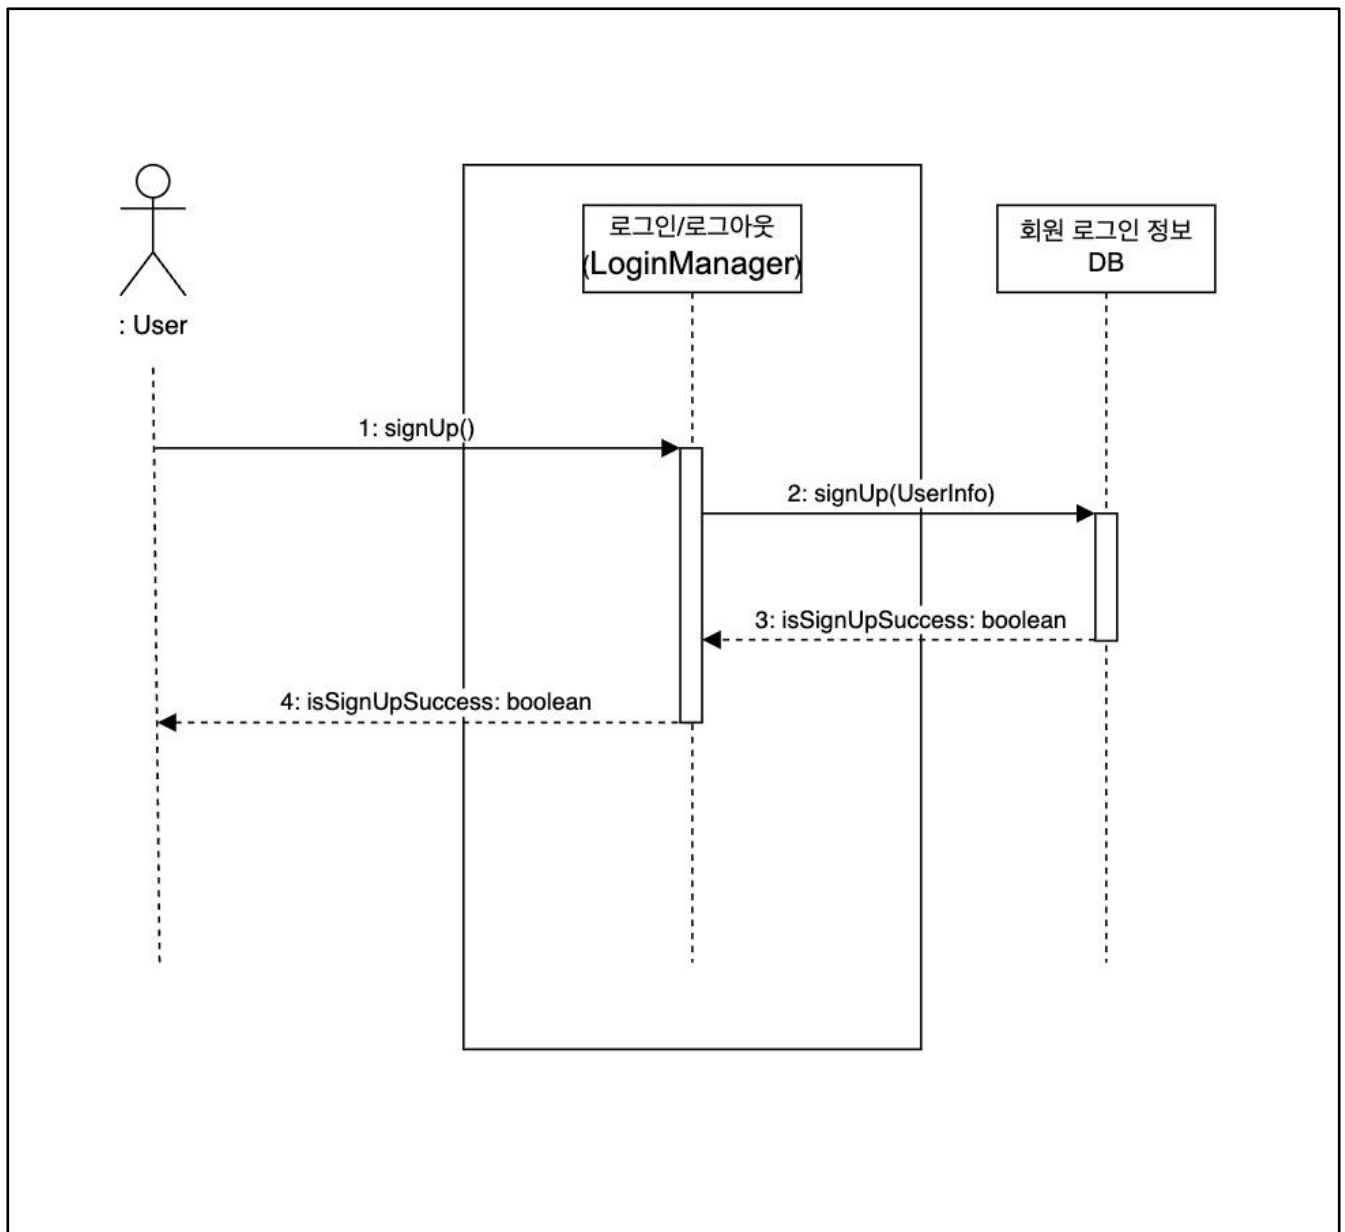 로그인/로그아웃
(LoginManager)
회원 로그인 정보
DB
: User
1: signUp()
2: signUp(UserInfo)
3: isSignUpSuccess: boolean
4: isSignUpSuccess: boolean